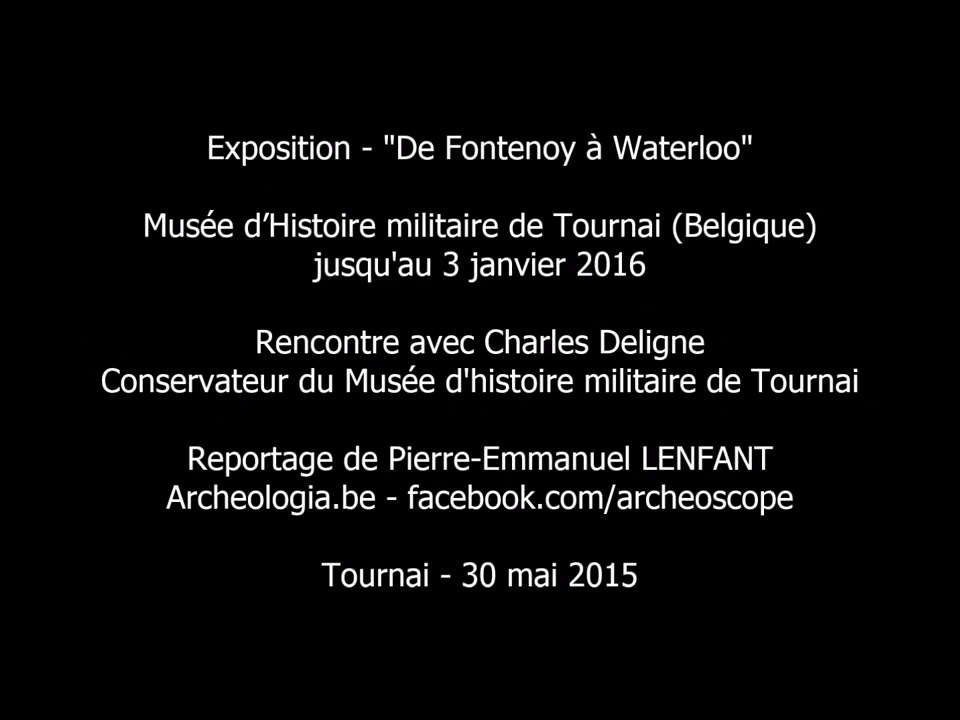 Exposition - "De Fontenoy à Waterloo"
Musée d’Histoire militaire de Tournai (Belgique)
jusqu'au 3 janvier 2016
Rencontre avec Charles Deligne
Conservateur du Musée d'histoire militaire de Tournai
Reportage de Pierre-Emmanuel LENFANT
Archeologia.be - facebook.com/archeoscope
Tournai - 30 mai 2015